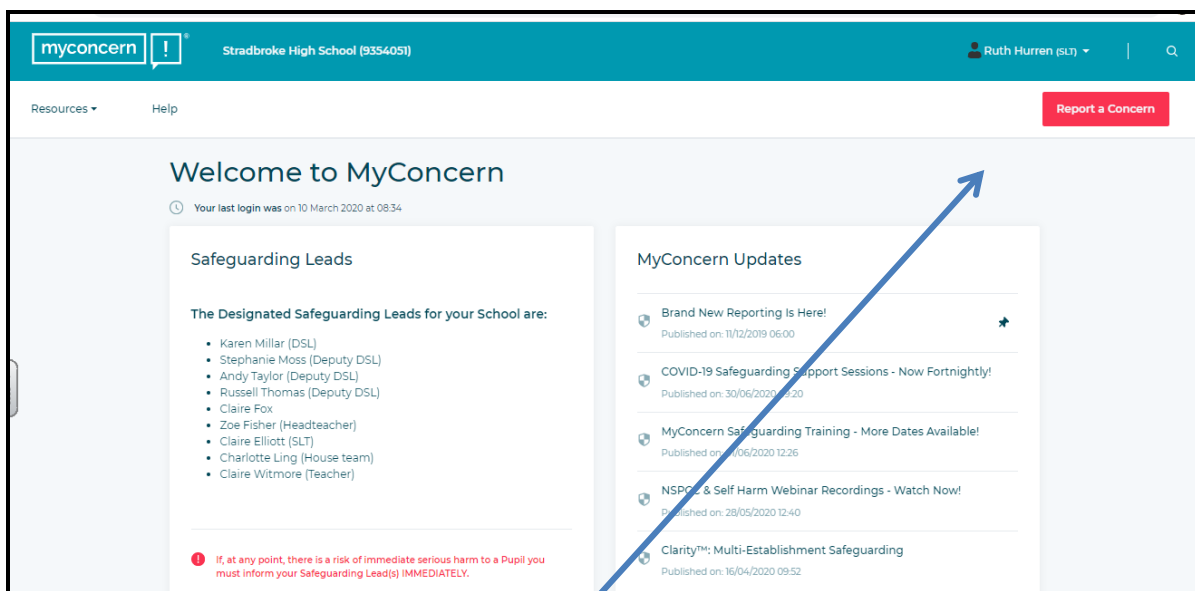 myconcern !®
Stradbroke High School (9354051)
Ruth Hurren (SLT)
Resources
Help
Report a Concern
Welcome to MyConcern
Your last login was on 10 March 2020 at 08:34
Safeguarding Leads
The Designated Safeguarding Leads for your School are:
• Karen Millar (DSL)
• Stephanie Moss (Deputy DSL)
• Andy Taylor (Deputy DSL)
• Russell Thomas (Deputy DSL)
• Claire Fox
• Zoe Fisher (Headteacher)
• Claire Elliott (SLT)
• Charlotte Ling (House team)
• Claire Witmore (Teacher)
! If, at any point, there is a risk of immediate serious harm to a Pupil you
must inform your Safeguarding Lead(s) IMMEDIATELY.
MyConcern Updates
Brand New Reporting Is Here!
Published on: 11/12/2019 06:00
COVID-19 Safeguarding Support Sessions - Now Fortnightly!
Published on: 30/06/2020
MyConcern Safeguarding Training - More Dates Available!
Published on: 12:26
NSPCC & Self Harm Webinar Recordings - Watch Now!
Published on: 28/05/2020 12:40
Clarity™: Multi-Establishment Safeguarding
Published on: 16/04/2020 09:52